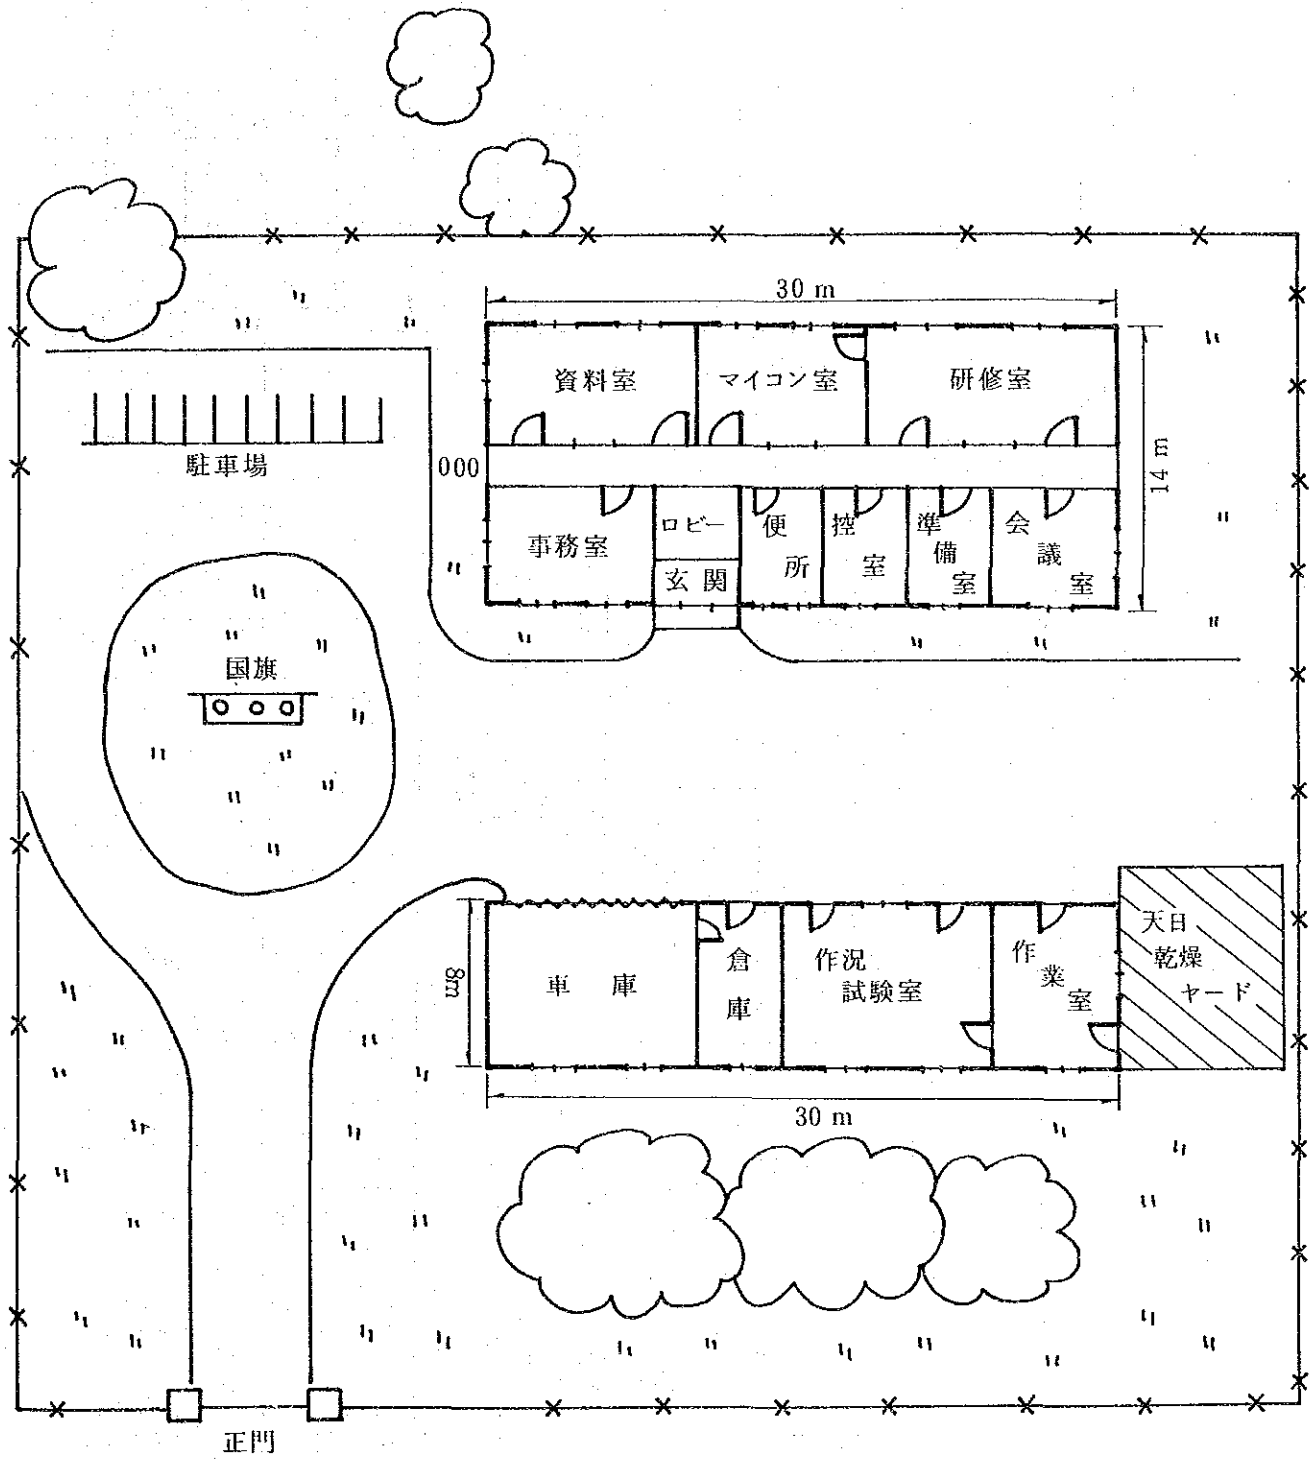 30 m
資料室
マイコン室
研修室
14 m
駐車場
000
事務室
ロビー
玄関
便所
控室
準備室
会議室
国旗
8m
車庫
倉庫
作況
試験室
作業室
天日
乾燥
ヤード
30 m
正門